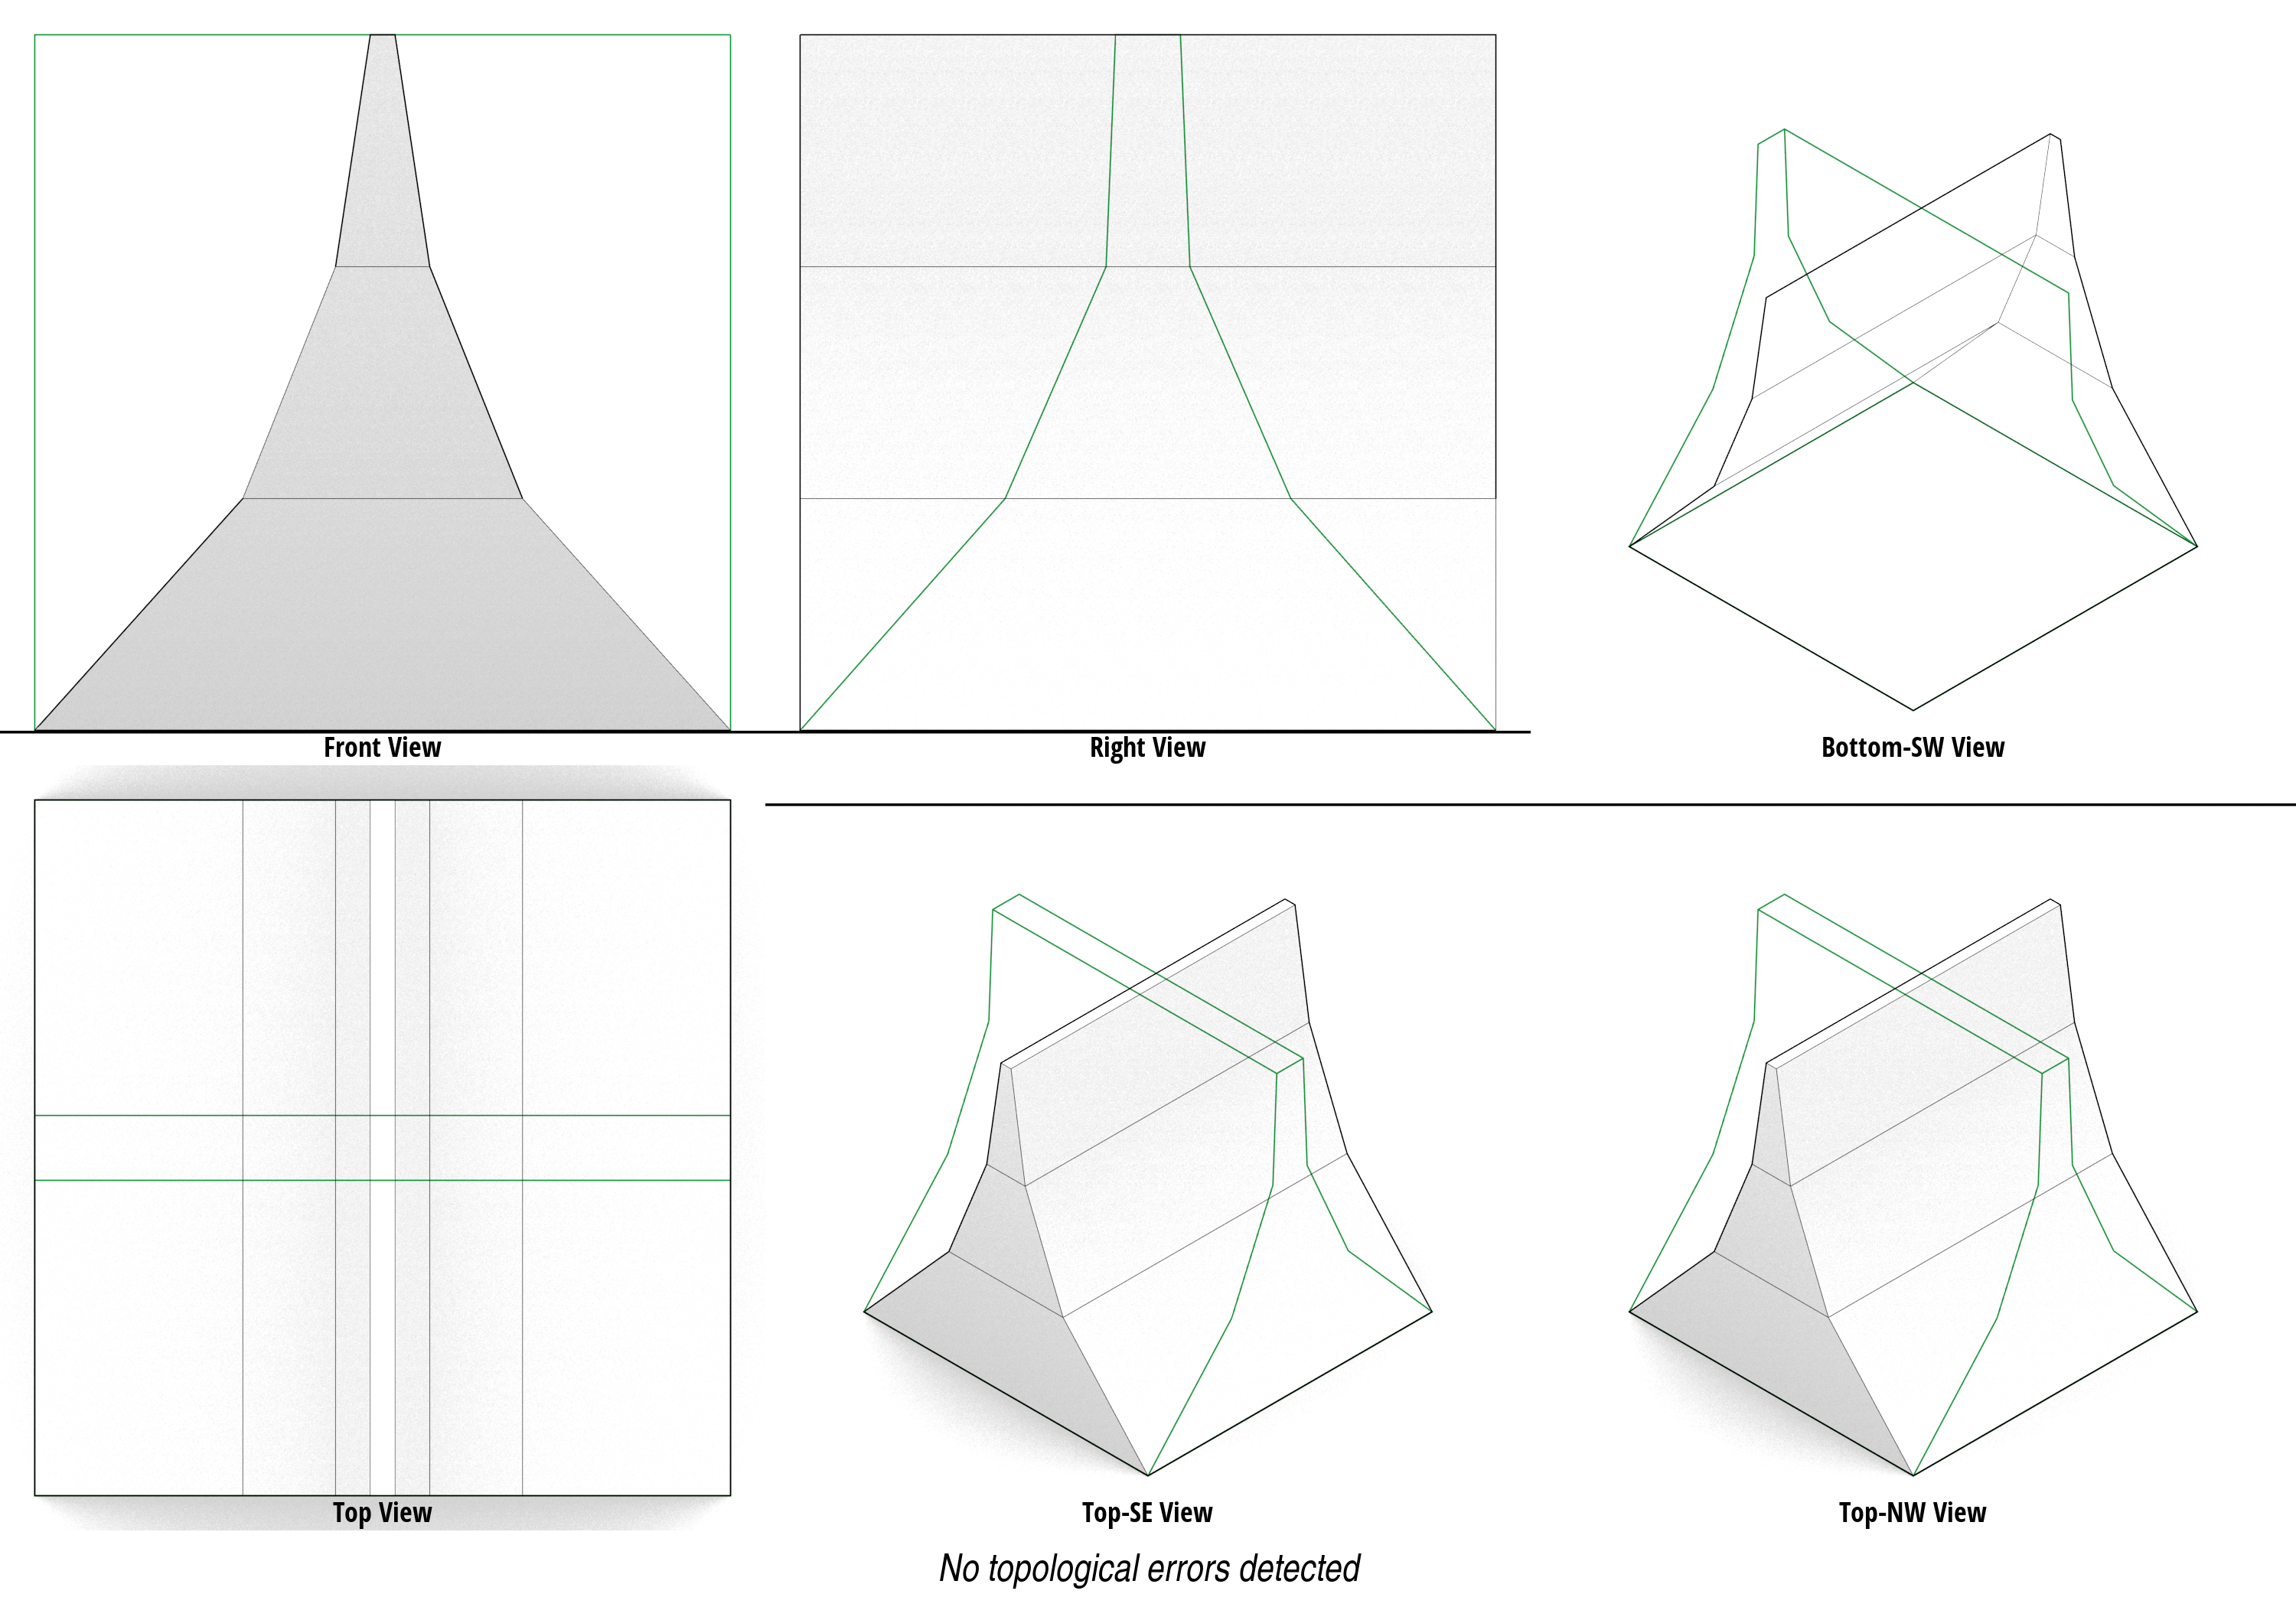 Front View
Right View
Bottom-SW View
Top View
Top-SE View
Top-NW View
No topological errors detected